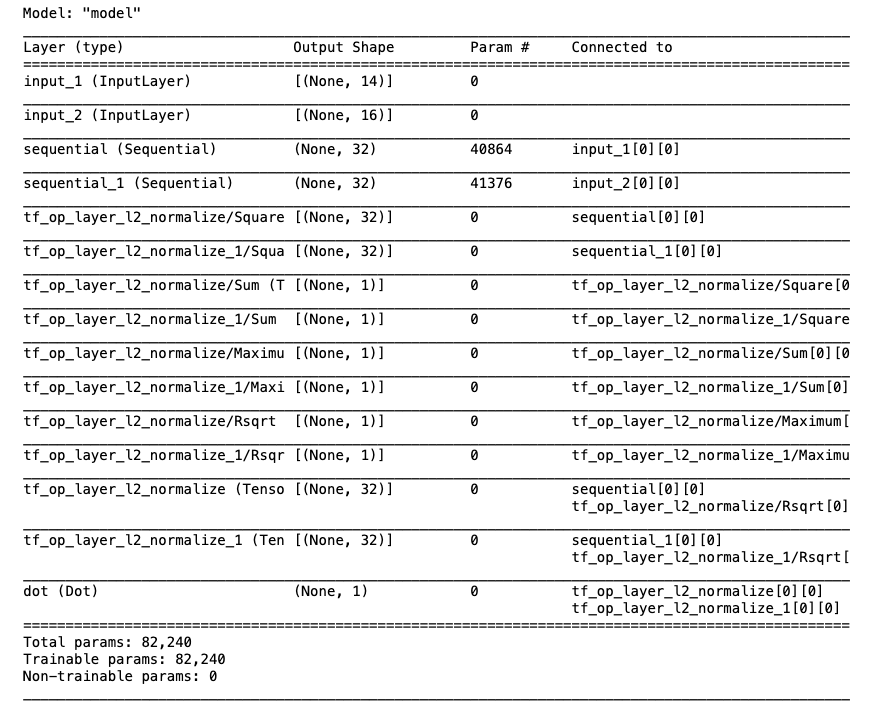 Model: "model"
Layer (type) Output Shape Param # Connected to
input_1 (InputLayer) [(None, 14)] 0
input_2 (InputLayer) [(None, 16)] 0
sequential (Sequential) (None, 32) 40864 input_1[0][0]
sequential_1 (Sequential) (None, 32) 41376 input_2[0][0]
tf_op_layer_l2_normalize/Square [(None, 32)] 0 sequential[0][0]
tf_op_layer_l2_normalize_1/Squa [(None, 32)] 0 sequential_1[0][0]
tf_op_layer_l2_normalize/Sum (T [(None, 1)] 0 tf_op_layer_l2_normalize/Square[0
tf_op_layer_l2_normalize_1/Sum [(None, 1)] 0 tf_op_layer_l2_normalize_1/Square
tf_op_layer_l2_normalize/Maximu [(None, 1)] 0 tf_op_layer_l2_normalize/Sum[0][0
tf_op_layer_l2_normalize_1/Maxi [(None, 1)] 0 tf_op_layer_l2_normalize_1/Sum[0]
tf_op_layer_l2_normalize/Rsqrt [(None, 1)] 0 tf_op_layer_l2_normalize/Maximum[
tf_op_layer_l2_normalize_1/Rsqr [(None, 1)] 0 tf_op_layer_l2_normalize_1/Maximu
tf_op_layer_l2_normalize (Tenso [(None, 32)] 0 sequential[0][0]
tf_op_layer_l2_normalize/Rsqrt[0]
tf_op_layer_l2_normalize_1 (Ten [(None, 32)] 0 sequential_1[0][0]
tf_op_layer_l2_normalize_1/Rsqrt[
dot (Dot) (None, 1) 0 tf_op_layer_l2_normalize[0][0]
tf_op_layer_l2_normalize_1[0][0]
Total params: 82,240
Trainable params: 82,240
Non-trainable params: 0